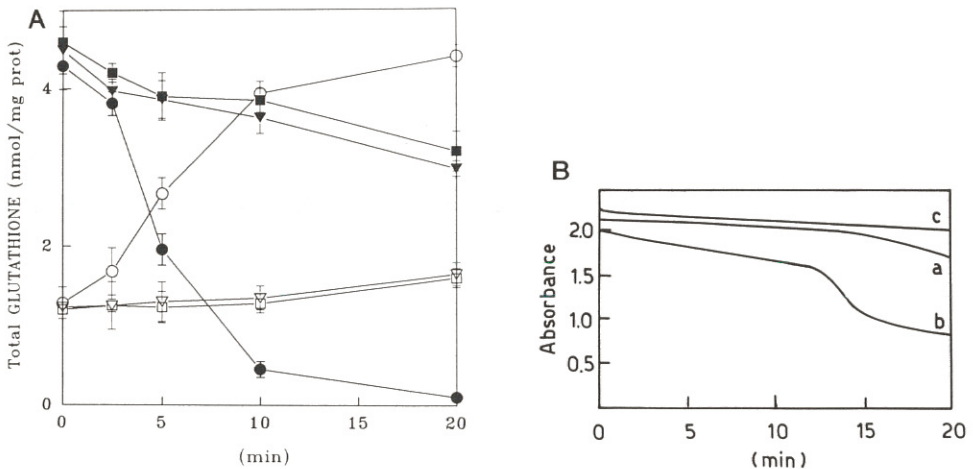 A
Total GLUTATHIONE (nmol/mg prot)
4
2
0
0 5 10 15 20
(min)
B
Absorbance
2.0
1.5
1.0
0.5
c
a
b
0 5 10 15 20
(min)